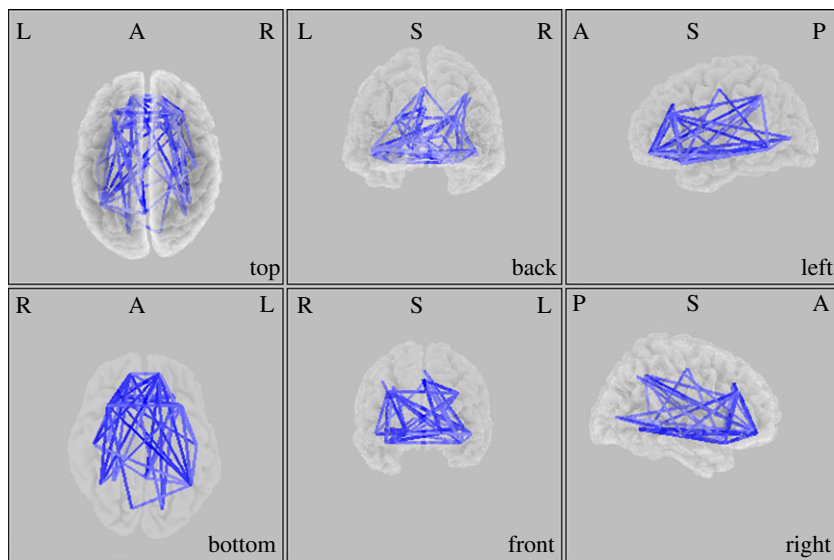 L A R
top
L S R
back
A S P
left
R A L
bottom
R S L
front
P S A
right